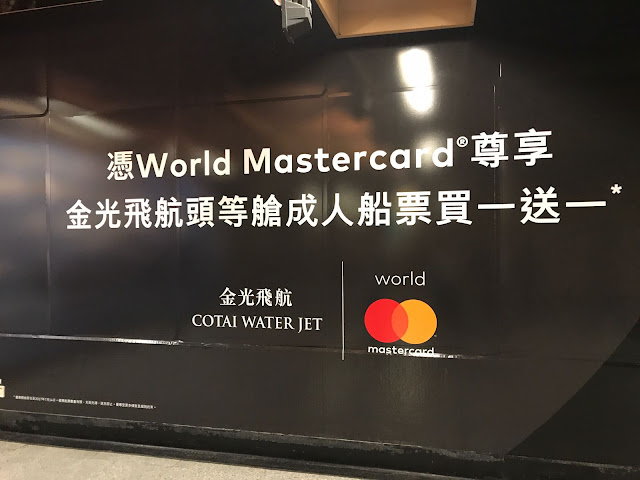 憑World Mastercard®尊享
金光飛航頭等艙成人船票買一送一*
金光飛航
COTAI WATER JET
world
mastercard